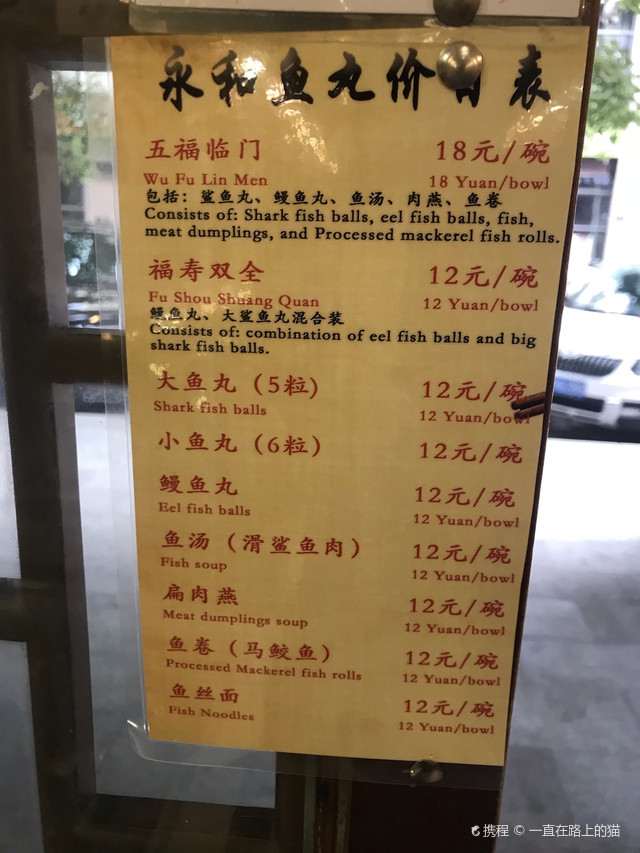 永和鱼丸价目表
五福临门 18元/碗
Wu Fu Lin Men 18 Yuan/bowl
包括：鲨鱼丸、鳗鱼丸、鱼汤、肉燕、鱼卷
Consists of: Shark fish balls, eel fish balls, fish,
meat dumplings, and Processed mackerel fish rolls.
福寿双全 12元/碗
Fu Shou Shuang Quan 12 Yuan/bowl
鳗鱼丸、大鲨鱼丸混合装
Consists of: combination of eel fish balls and big
shark fish balls.
大鱼丸（5粒） 12元/碗
Shark fish balls 12 Yuan/bowl
小鱼丸（6粒） 12元/碗
鳗鱼丸 12元/碗
Eel fish balls 12 Yuan/bowl
鱼汤（滑鲨鱼肉） 12元/碗
Fish soup 12 Yuan/bowl
扁肉燕 12元/碗
Meat dumplings soup 12 Yuan/bowl
鱼卷（马鲛鱼） 12元/碗
Processed Mackerel fish rolls 12 Yuan/bowl
鱼丝面 12元/碗
Fish Noodles 12 Yuan/bowl
携程 © 一直在路上的猫